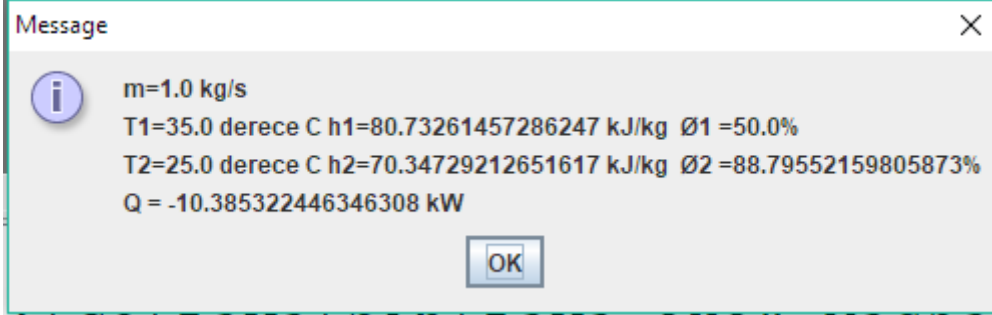 Message
m=1.0 kg/s
T1=35.0 derece C h1=80.73261457286247 kJ/kg Ø1 =50.0%
T2=25.0 derece C h2=70.34729212651617 kJ/kg Ø2 =88.79552159805873%
Q = -10.385322446346308 kW
OK